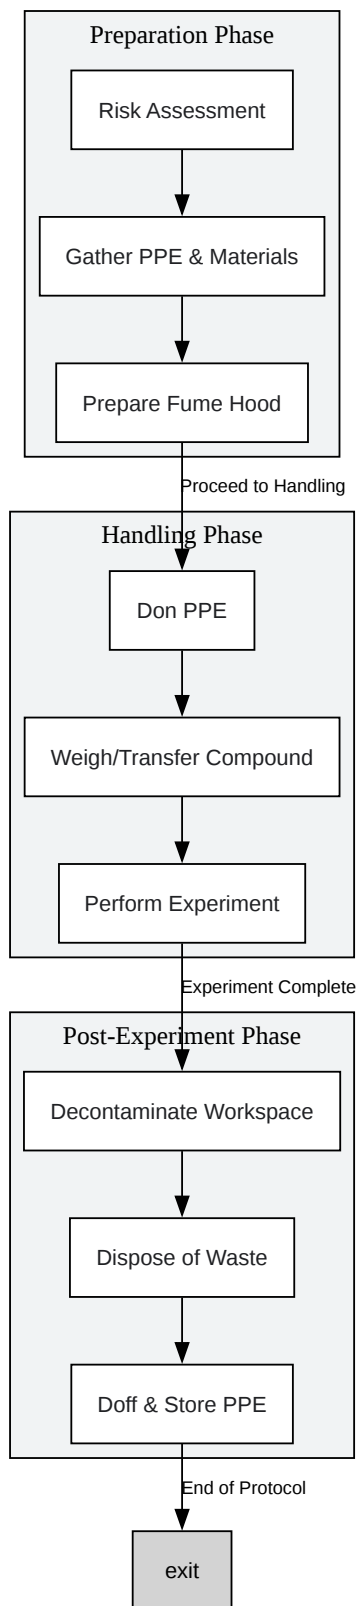 Preparation Phase
Risk Assessment
Gather PPE & Materials
Prepare Fume Hood
Proceed to Handling
Handling Phase
Don PPE
Weigh/Transfer Compound
Perform Experiment
Experiment Complete
Post-Experiment Phase
Decontaminate Workspace
Dispose of Waste
Doff & Store PPE
End of Protocol
exit